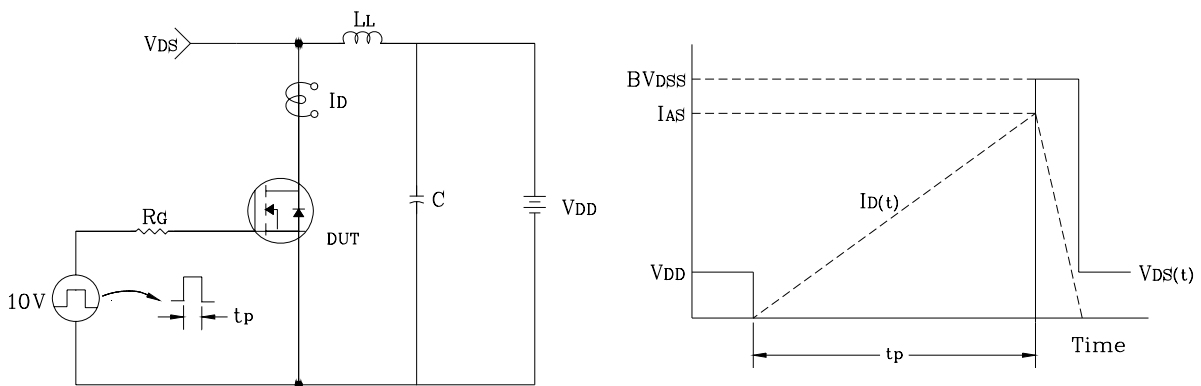 LL
VDS
ID
RG
DUT
C
VDD
10V
tp
BVDSS
IAS
ID(t)
VDD
VDS(t)
tp
Time